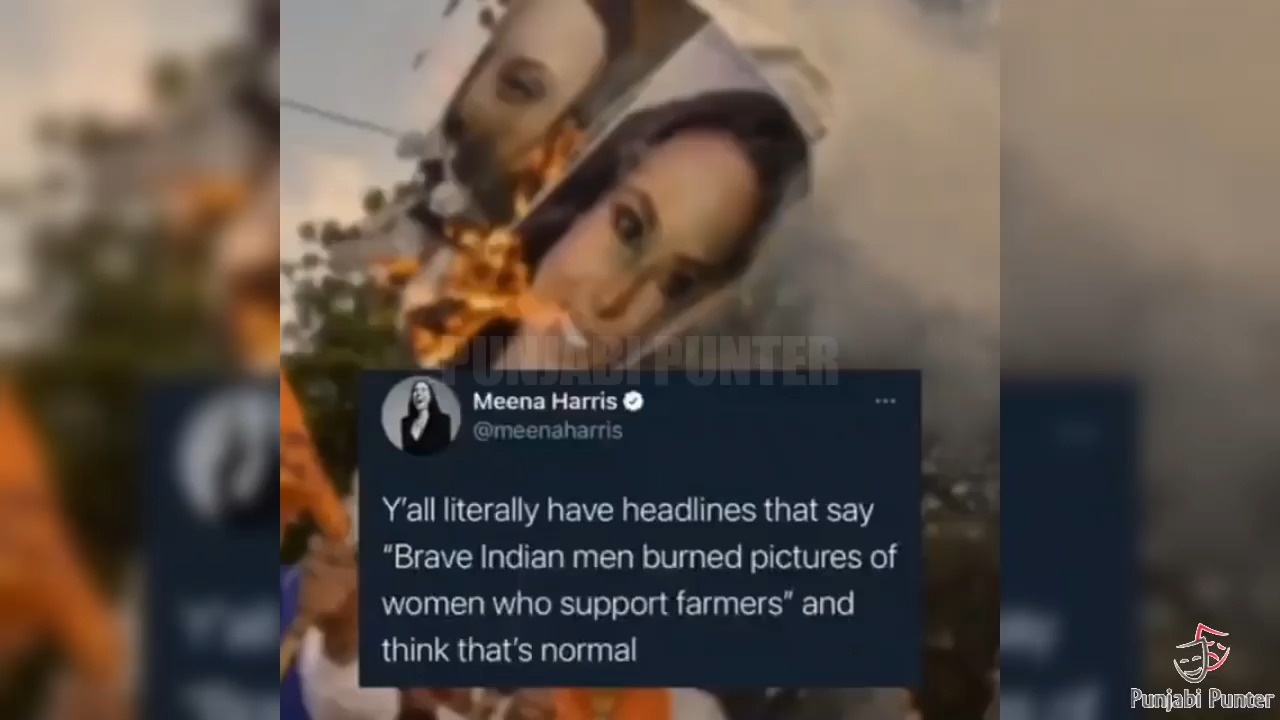 PUNJABI PUNTER
Meena Harris
@meenaharris
Y'all literally have headlines that say
“Brave Indian men burned pictures of
women who support farmers” and
think that's normal
Punjabi Punter